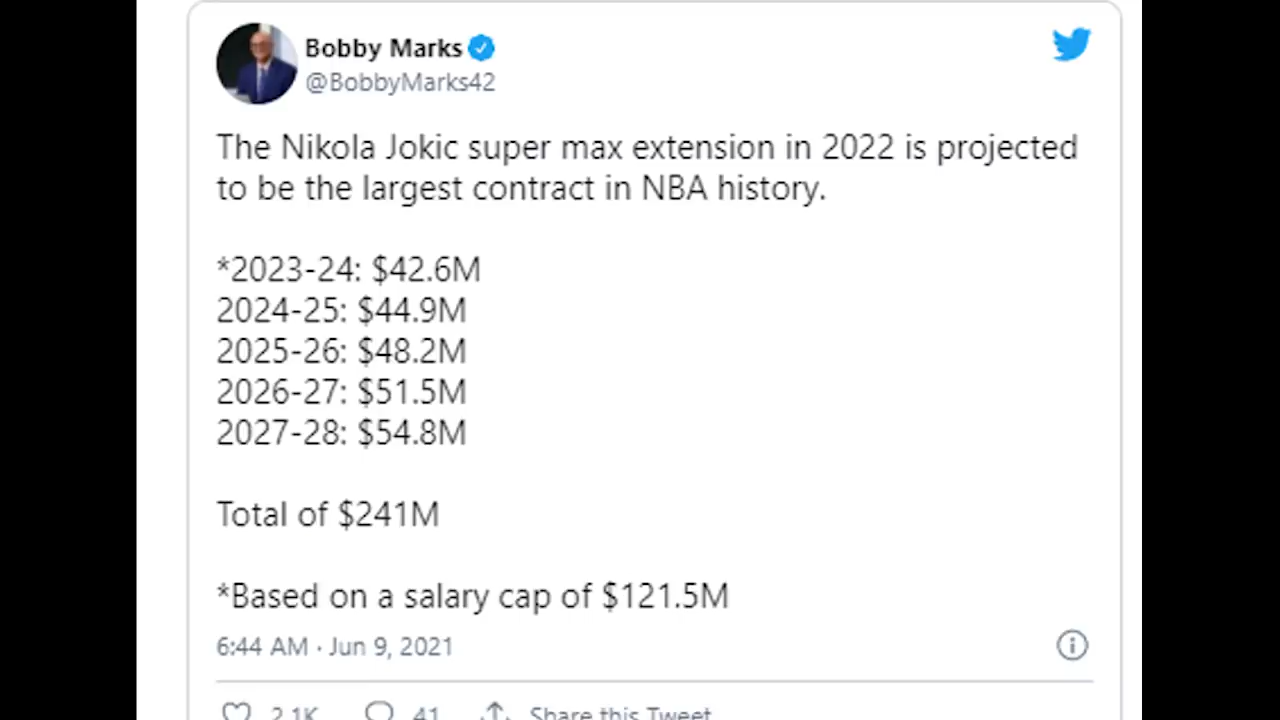 Bobby Marks
@BobbyMarks42
The Nikola Jokic super max extension in 2022 is projected
to be the largest contract in NBA history.
*2023-24: $42.6M
2024-25: $44.9M
2025-26: $48.2M
2026-27: $51.5M
2027-28: $54.8M
Total of $241M
*Based on a salary cap of $121.5M
6:44 AM · Jun 9, 2021
2.1K 41 Share this Tweet